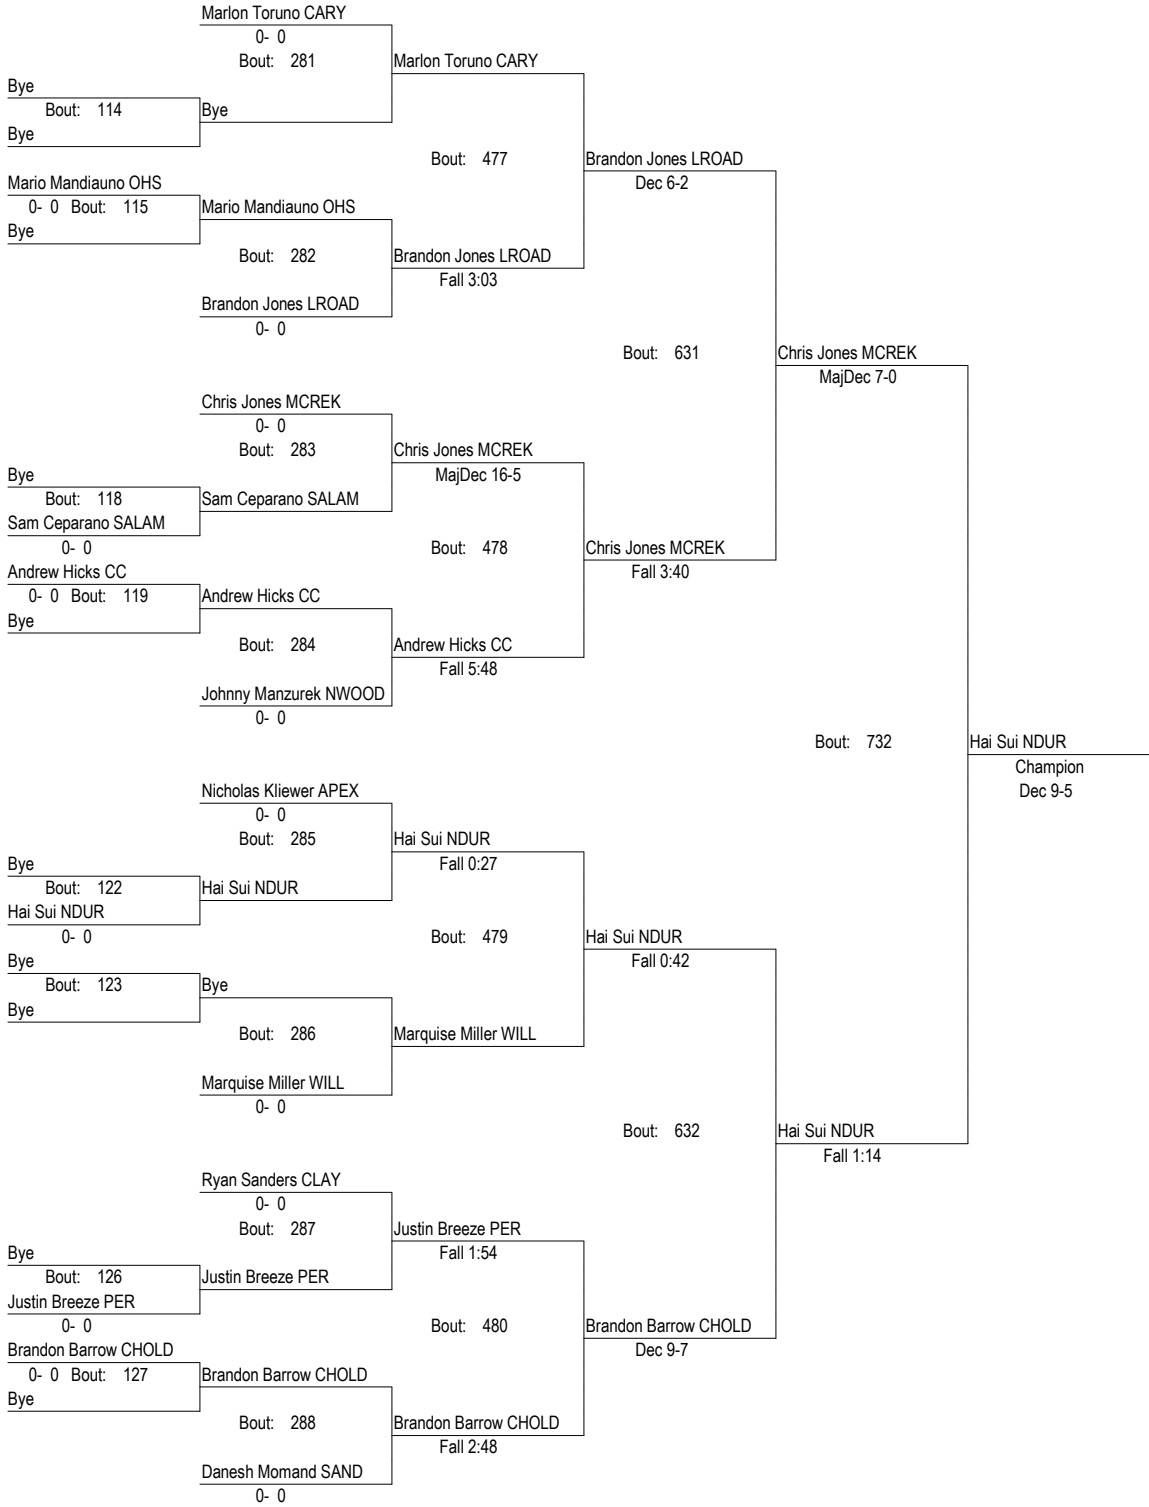 Marlon Toruno CARY
0- 0
Bout: 281
Marlon Toruno CARY
Bye
Bout: 114
Bye
Bye
Bout: 477
Brandon Jones LROAD
Dec 6-2
Mario Mandiauno OHS
0- 0 Bout: 115
Mario Mandiauno OHS
Bye
Bout: 282
Brandon Jones LROAD
Fall 3:03
Brandon Jones LROAD
0- 0
Bout: 631
Chris Jones MCREK
MajDec 7-0
Chris Jones MCREK
0- 0
Bout: 283
Chris Jones MCREK
MajDec 16-5
Bye
Bout: 118
Sam Ceparano SALAM
Sam Ceparano SALAM
0- 0
Bout: 478
Chris Jones MCREK
Fall 3:40
Andrew Hicks CC
0- 0 Bout: 119
Andrew Hicks CC
Bye
Bout: 284
Andrew Hicks CC
Fall 5:48
Johnny Manzurek NWOOD
0- 0
Bout: 732
Hai Sui NDUR
Champion
Dec 9-5
Nicholas Kliewer APEX
0- 0
Bout: 285
Hai Sui NDUR
Fall 0:27
Bye
Bout: 122
Hai Sui NDUR
Hai Sui NDUR
0- 0
Bout: 479
Hai Sui NDUR
Fall 0:42
Bye
Bout: 123
Bye
Bye
Bout: 286
Marquise Miller WILL
Marquise Miller WILL
0- 0
Bout: 632
Hai Sui NDUR
Fall 1:14
Ryan Sanders CLAY
0- 0
Bout: 287
Justin Breeze PER
Fall 1:54
Bye
Bout: 126
Justin Breeze PER
Justin Breeze PER
0- 0
Bout: 480
Brandon Barrow CHOLD
Dec 9-7
Brandon Barrow CHOLD
0- 0 Bout: 127
Brandon Barrow CHOLD
Bye
Bout: 288
Brandon Barrow CHOLD
Fall 2:48
Danesh Momand SAND
0- 0